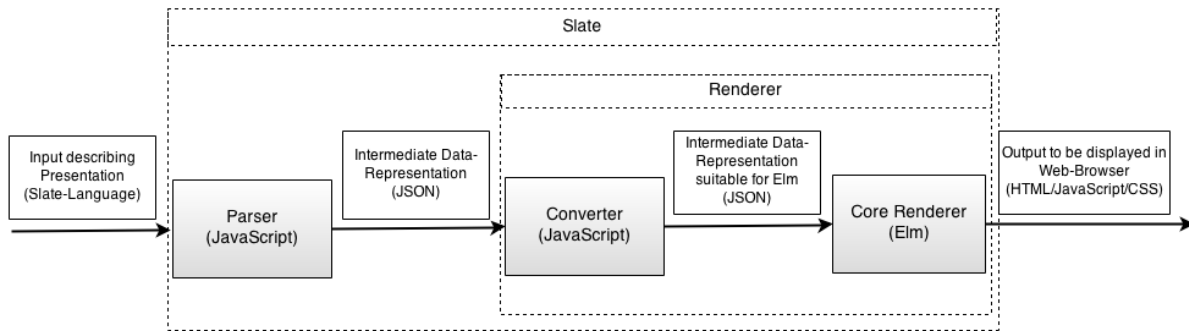 Slate
Renderer
Input describing
Presentation
(Slate-Language)
Parser
(JavaScript)
Intermediate Data-
Representation
(JSON)
Converter
(JavaScript)
Intermediate Data-
Representation
suitable for Elm
(JSON)
Core Renderer
(Elm)
Output to be displayed in
Web-Browser
(HTML/JavaScript/CSS)